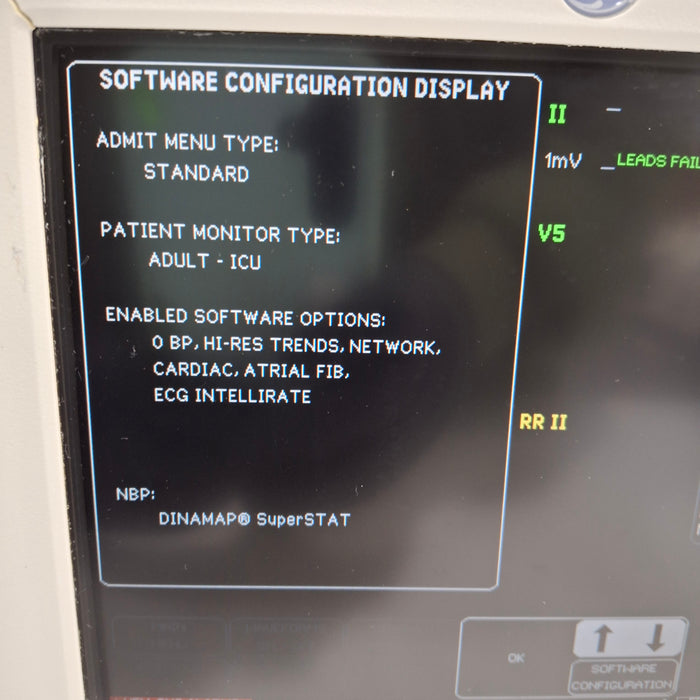 SOFTWARE CONFIGURATION DISPLAY
ADMIT MENU TYPE:
STANDARD
PATIENT MONITOR TYPE:
ADULT - ICU
ENABLED SOFTWARE OPTIONS:
0 BP, HI-RES TRENDS, NETWORK,
CARDIAC, ATRIAL FIB,
ECG INTELLIRATE
NBP:
DINAMAP® SuperSTAT
II
1mV
LEADS FAIL
V5
RR II
MAIN
MENU
OK
SOFTWARE
CONFIGURATION